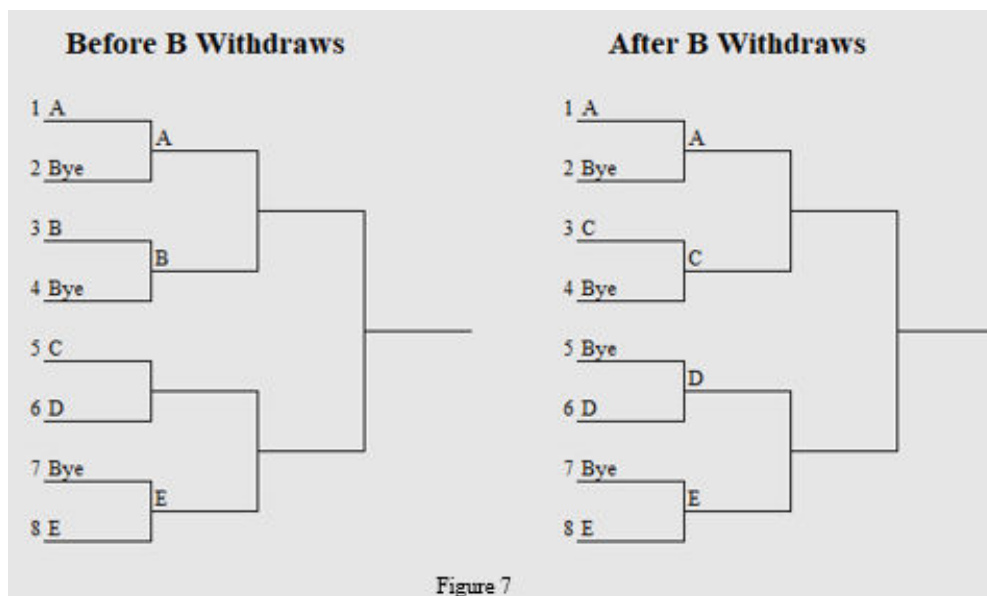 Before B Withdraws
1 A
A
2 Bye
3 B
B
4 Bye
5 C
6 D
7 Bye
E
8 E
After B Withdraws
1 A
A
2 Bye
3 C
C
4 Bye
5 Bye
D
6 D
7 Bye
E
8 E
Figure 7